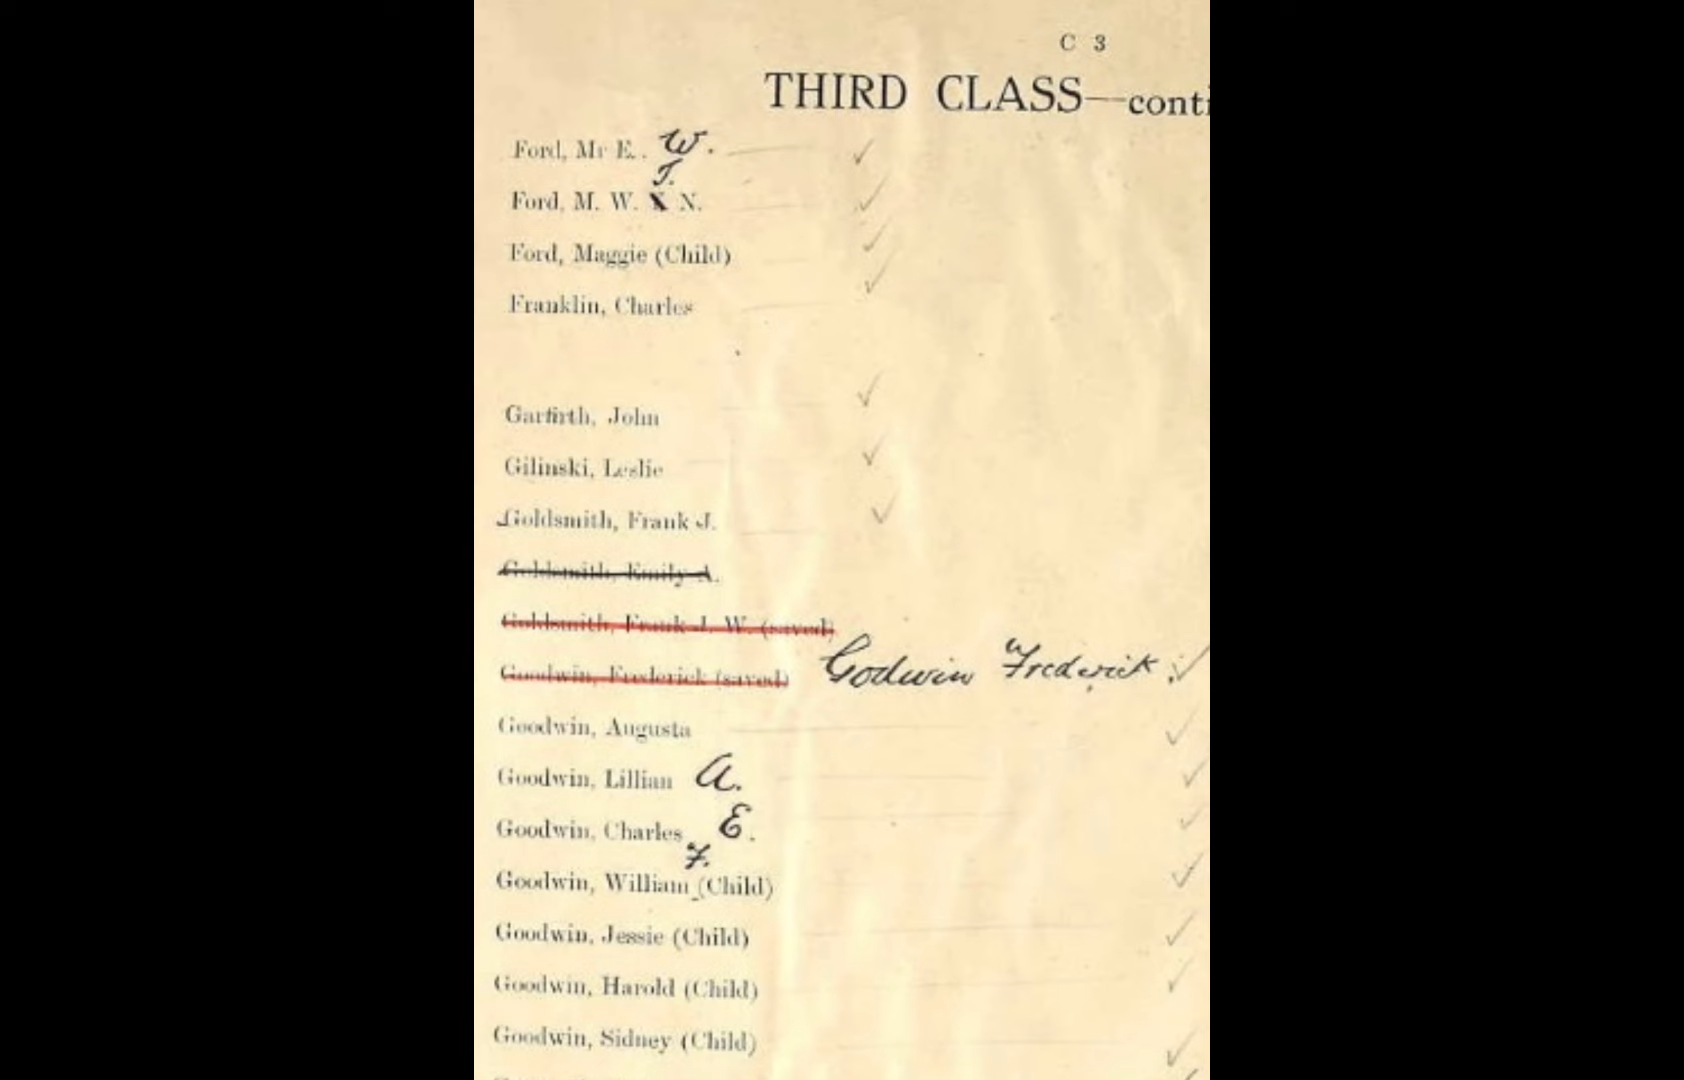 C 3
THIRD CLASS—conti
Ford, Mr E. W.
T.
Ford, M. W. X N.
Ford, Maggie (Child)
Franklin, Charles
Garfirth, John
Gilinski, Leslie
Goldsmith, Frank J.
Goldsmith, Emily A.
Goldsmith, Frank J. W. (saved)
Goodwin, Frederick (saved) Godwin Frederick
Goodwin, Augusta
Goodwin, Lillian A.
Goodwin, Charles E.
F.
Goodwin, William (Child)
Goodwin, Jessie (Child)
Goodwin, Harold (Child)
Goodwin, Sidney (Child)